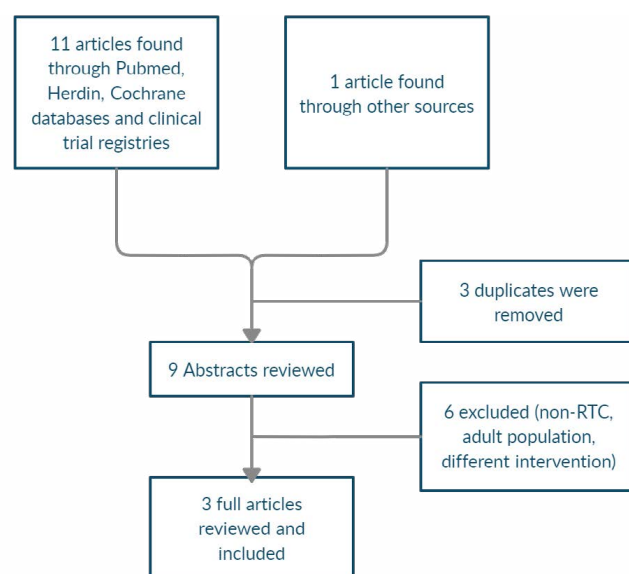 11 articles found
through Pubmed,
Herdin, Cochrane
databases and clinical
trial registries
1 article found
through other sources
3 duplicates were
removed
9 Abstracts reviewed
6 excluded (non-RTC,
adult population,
different intervention)
3 full articles
reviewed and
included